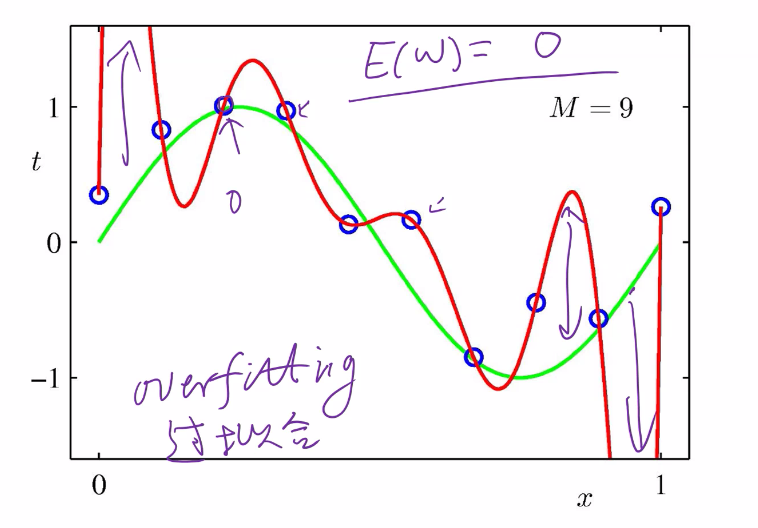 E(w) = 0
M = 9
1
t
0
0
-1
overfitting
过拟合
0
x
1